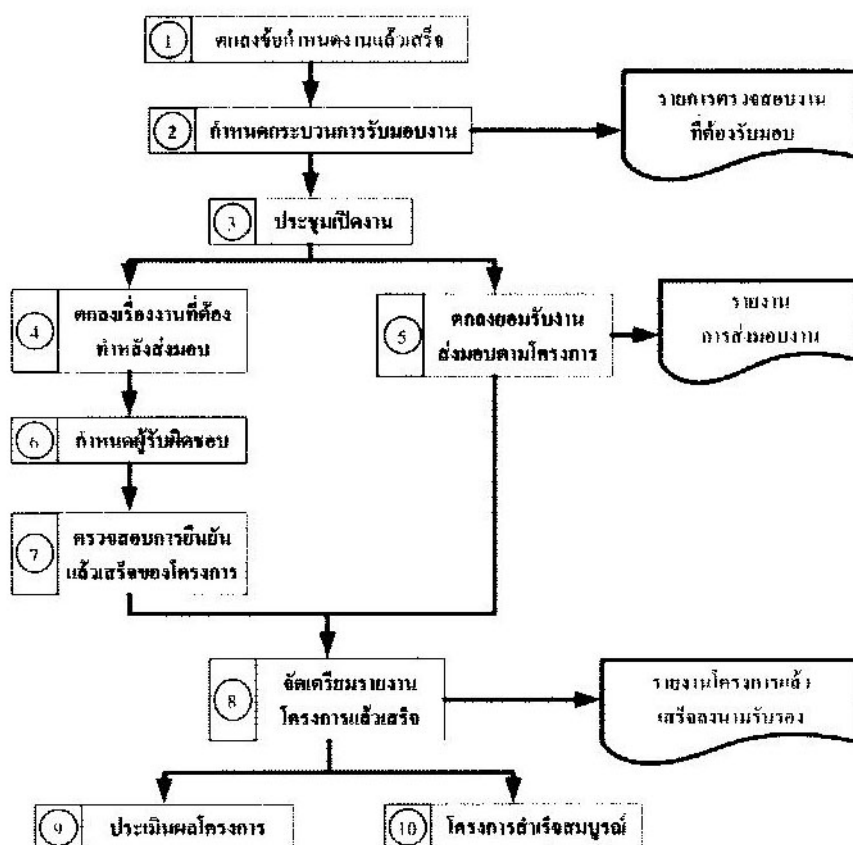 1 ตกลงข้อกำหนดงานแล้วเสร็จ
2 กำหนดกระบวนการรับมอบงาน
รายการตรวจสอบงาน
ที่ต้องรับมอบ
3 ประชุมเปิดงาน
4 ตกลงเรื่องงานที่ต้อง
ทำหลังส่งมอบ
5 ตกลงยอมรับงาน
ส่งมอบตามโครงการ
รายงาน
การส่งมอบงาน
6 กำหนดผู้รับผิดชอบ
7 ตรวจสอบการยืนยัน
แล้วเสร็จของโครงการ
8 จัดเตรียมรายงาน
โครงการแล้วเสร็จ
รายงานโครงการแล้ว
เสร็จลงนามรับรอง
9 ประเมินผลโครงการ
10 โครงการสำเร็จสมบูรณ์